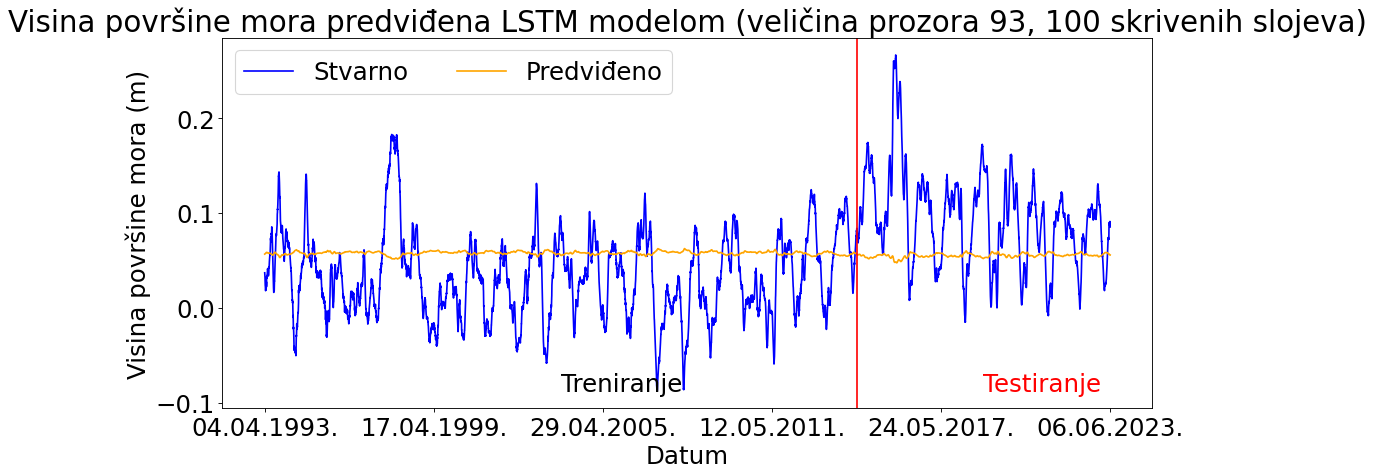 Visina površine mora predviđena LSTM modelom (veličina prozora 93, 100 skrivenih slojeva)
Stvarno
Predviđeno
Visina površine mora (m)
0.2
0.1
0.0
−0.1
Treniranje
Testiranje
04.04.1993.
17.04.1999.
29.04.2005.
12.05.2011.
24.05.2017.
06.06.2023.
Datum